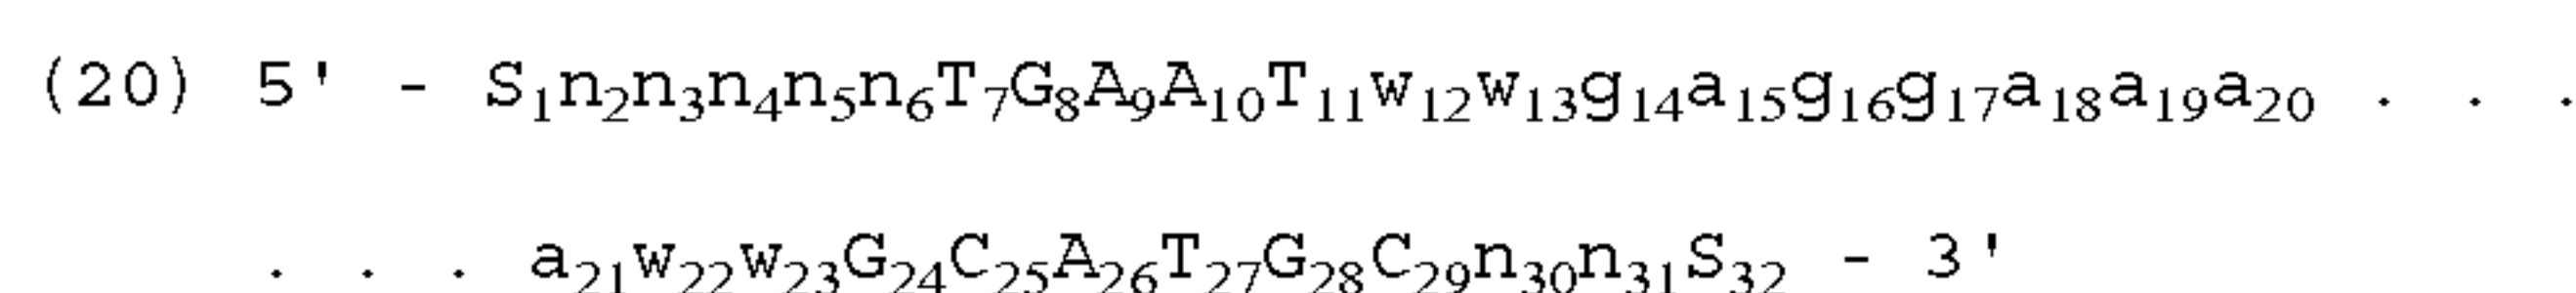 (20) 5' - S₁n₂n₃n₄n₅n₆T₇G₈A₉A₁₀T₁₁w₁₂w₁₃g₁₄a₁₅g₁₆g₁₇a₁₈a₁₉a₂₀ . . .
. . . a₂₁w₂₂w₂₃G₂₄C₂₅A₂₆T₂₇G₂₈C₂₉n₃₀n₃₁S₃₂ - 3'